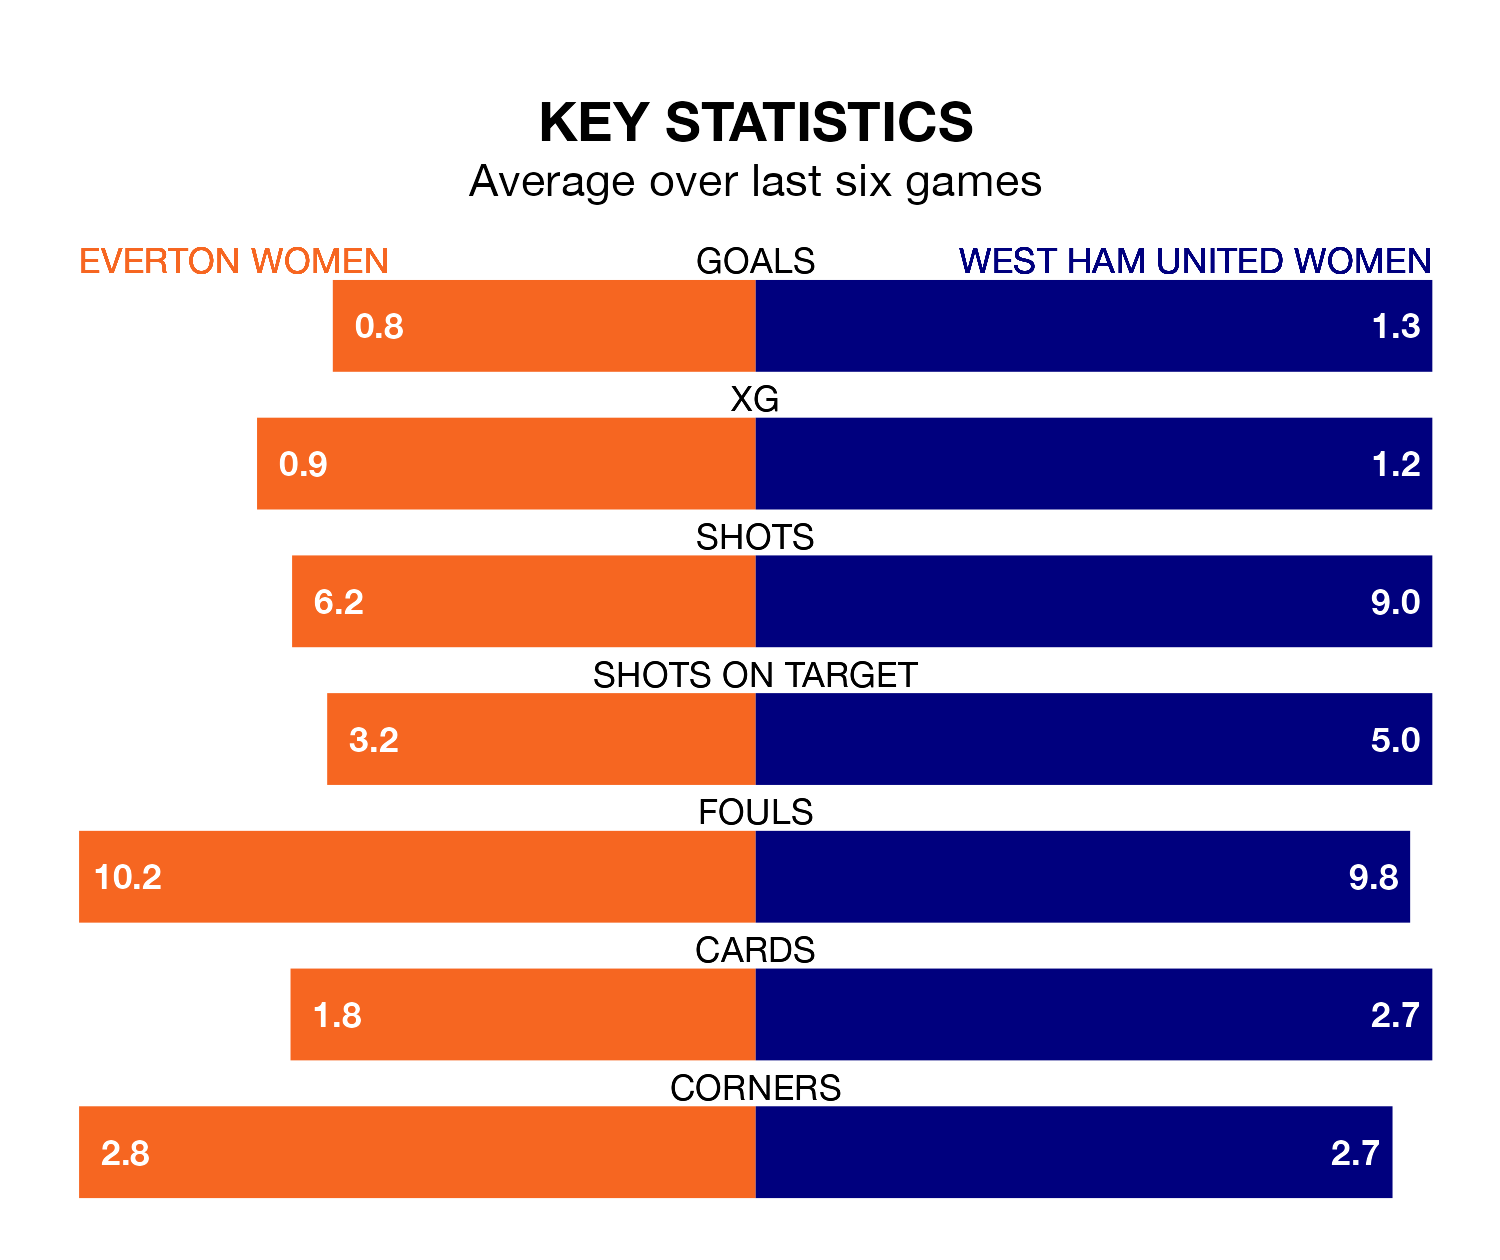 KEY STATISTICS
Average over last six games
EVERTON WOMEN GOALS WEST HAM UNITED WOMEN
0.8 1.3
XG
0.9 1.2
SHOTS
6.2 9.0
SHOTS ON TARGET
3.2 5.0
FOULS
10.2 9.8
CARDS
1.8 2.7
CORNERS
2.8 2.7